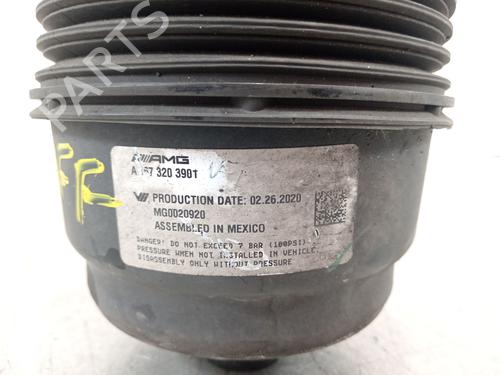 PARTS
AMG
A 167 320 3901
PRODUCTION DATE: 02.26.2020
MG0020920
ASSEMBLED IN MEXICO
DANGER! DO NOT EXCEED 7 BAR (100PSI)
PRESSURE WHEN NOT INSTALLED IN VEHICLE.
DISASSEMBLY ONLY WITHOUT PRESSURE.